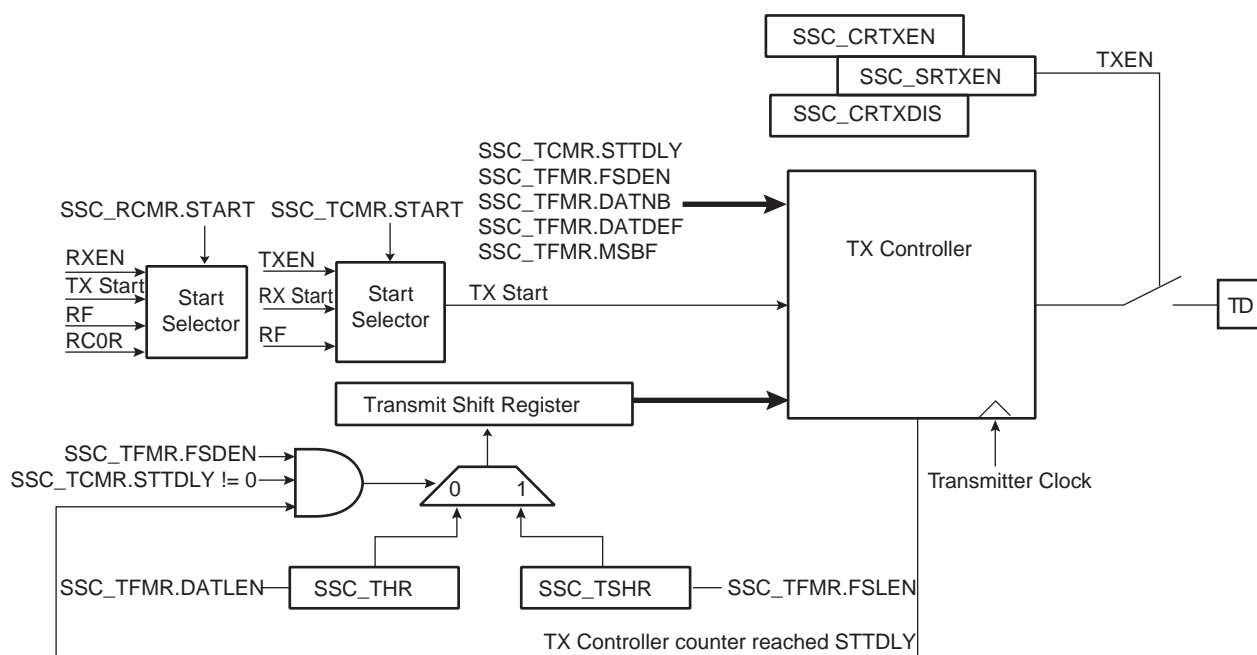 SSC_CRTXEN
SSC_SRTXEN
SSC_CRTXDIS
TXEN
SSC_TCMR.STTDLY
SSC_TFMR.FSDEN
SSC_TFMR.DATNB
SSC_TFMR.DATDEF
SSC_TFMR.MSBF
SSC_RCMR.START
SSC_TCMR.START
RXEN
TX Start
RF
RC0R
Start
Selector
TXEN
RX Start
RF
Start
Selector
TX Start
TX Controller
TD
Transmit Shift Register
SSC_TFMR.FSDEN
SSC_TCMR.STTDLY != 0
0
1
Transmitter Clock
SSC_TFMR.DATLEN
SSC_THR
SSC_TSHR
SSC_TFMR.FSLEN
TX Controller counter reached STTDLY